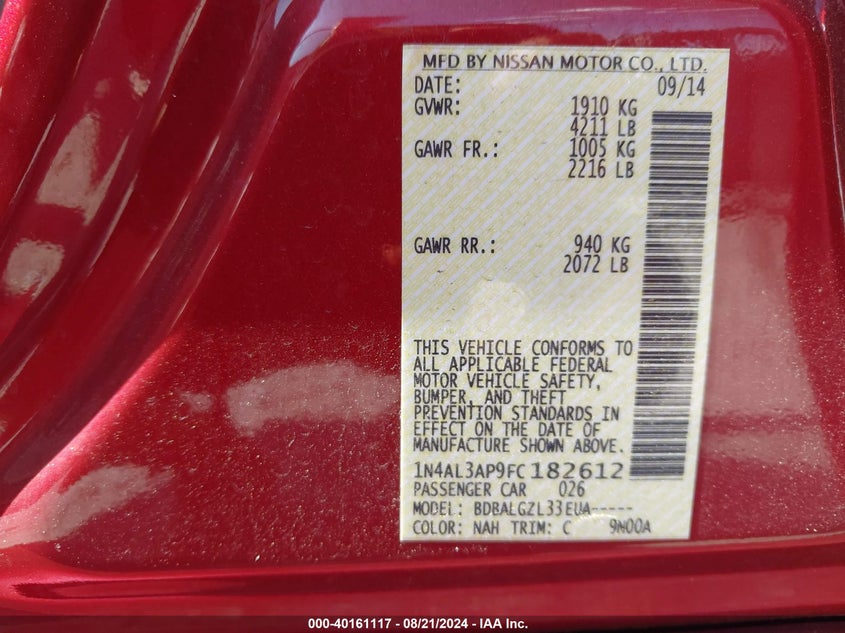 MFD BY NISSAN MOTOR CO., LTD.
DATE: 09/14
GVWR: 1910 KG
4211 LB
GAWR FR.: 1005 KG
2216 LB
GAWR RR.: 940 KG
2072 LB
THIS VEHICLE CONFORMS TO
ALL APPLICABLE FEDERAL
MOTOR VEHICLE SAFETY,
BUMPER, AND THEFT
PREVENTION STANDARDS IN
EFFECT ON THE DATE OF
MANUFACTURE SHOWN ABOVE.
1N4AL3AP9FC182612
PASSENGER CAR 026
MODEL: BDBALGZL33EUA-----
COLOR: NAH TRIM: C 9N00A
000-40161117 - 08/21/2024 - IAA Inc.